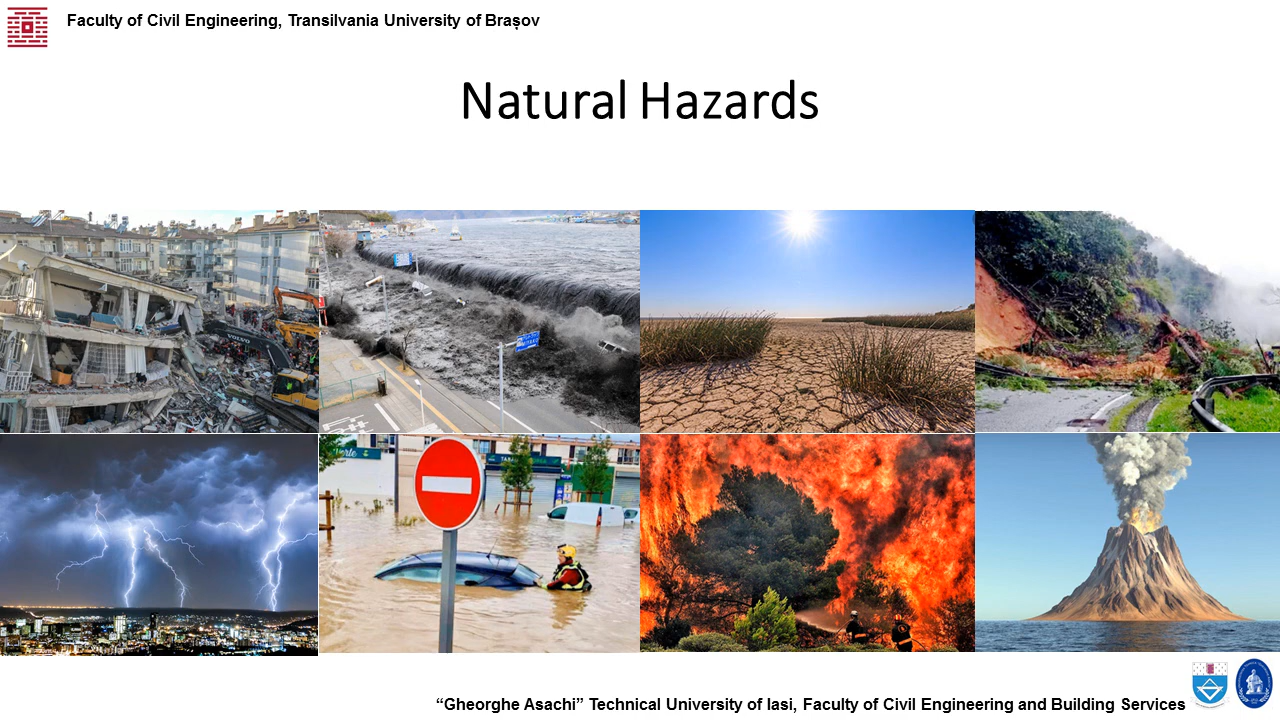 Faculty of Civil Engineering, Transilvania University of Brașov
Natural Hazards
VOLVO
“Gheorghe Asachi” Technical University of Iasi, Faculty of Civil Engineering and Building Services